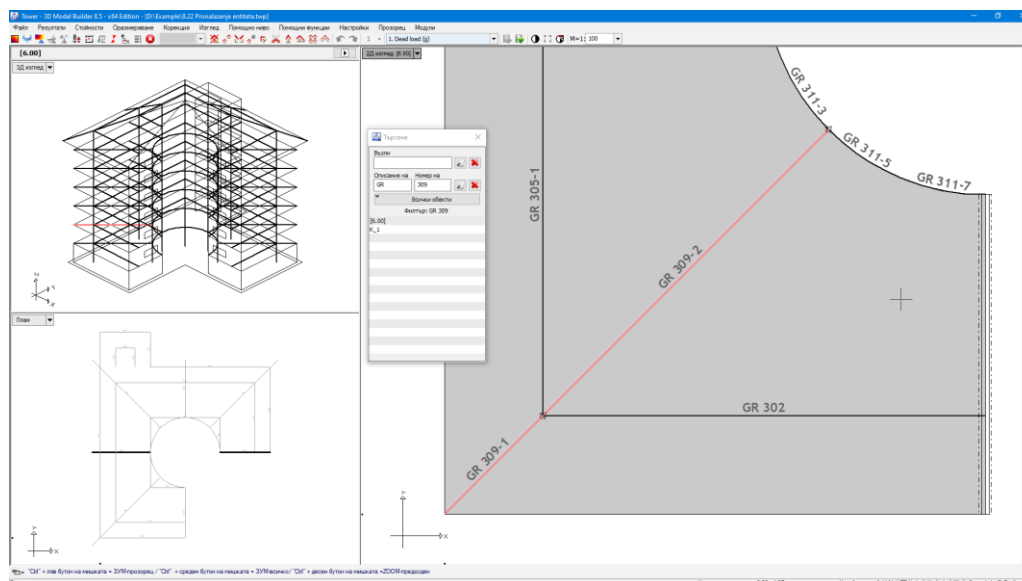 Tower - 3D Model Builder 8.5 - x64 Edition - [D:\Example\8.22 Pronalazenje entiteta.twp]
Файл Резултати Стойности Оразмеряване Корекция Изглед Помощно ниво Помощни функции Настройки Прозорец Модули
1. Dead load (g) M=1: 100
[6.00]
3Д изглед
2Д изглед [6.00]
GR 311-3
GR 311-5
GR 311-7
Търсене
Възли
Описание на Номер на
GR 309
Всички обекти
Филтър: GR 309
[6.00]
K_1
GR 305-1
GR 309-2
GR 302
GR 309-1
Z
Y
X
План
Y
X
Y
X
"Ctrl" + ляв бутон на мишката = ЗУМ прозорец / "Ctrl" + среден бутон на мишката = ЗУМ всичко / "Ctrl" + десен бутон на мишката =ZOOM предходен